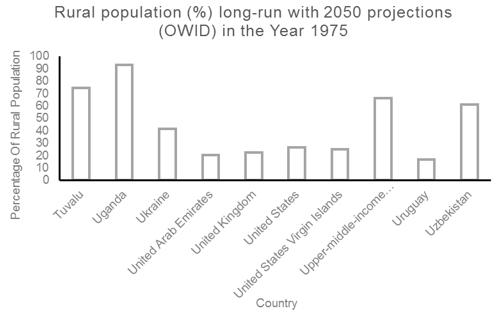 Rural population (%) long-run with 2050 projections
(OWID) in the Year 1975
Percentage Of Rural Population
100
90
80
70
60
50
40
30
20
10
0
Tuvalu
Uganda
Ukraine
United Arab Emirates
United Kingdom
United States
United States Virgin Islands
Upper-middle-income...
Uruguay
Uzbekistan
Country